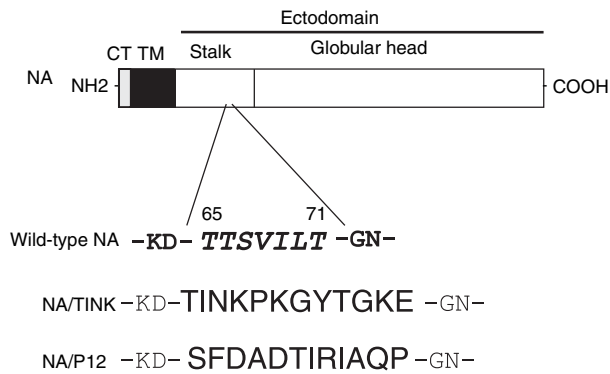 Ectodomain
CT TM Stalk Globular head
NA NH2 COOH
65 71
Wild-type NA –KD– TTSVILT –GN–
NA/TINK –KD–TINKPKGYTGKE –GN–
NA/P12 –KD– SFDADTIRIAQP–GN–